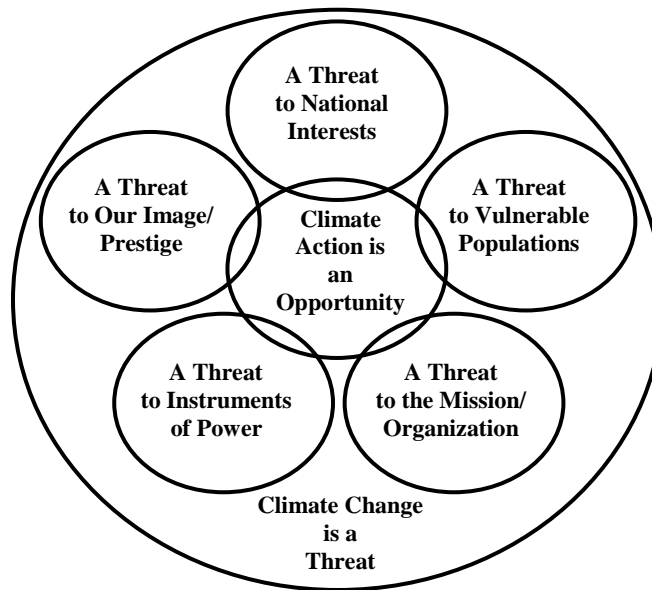 A Threat
to National
Interests
A Threat
to Our Image/
Prestige
Climate
Action is
an
Opportunity
A Threat
to Vulnerable
Populations
A Threat
to Instruments
of Power
A Threat
to the Mission/
Organization
Climate Change
is a
Threat